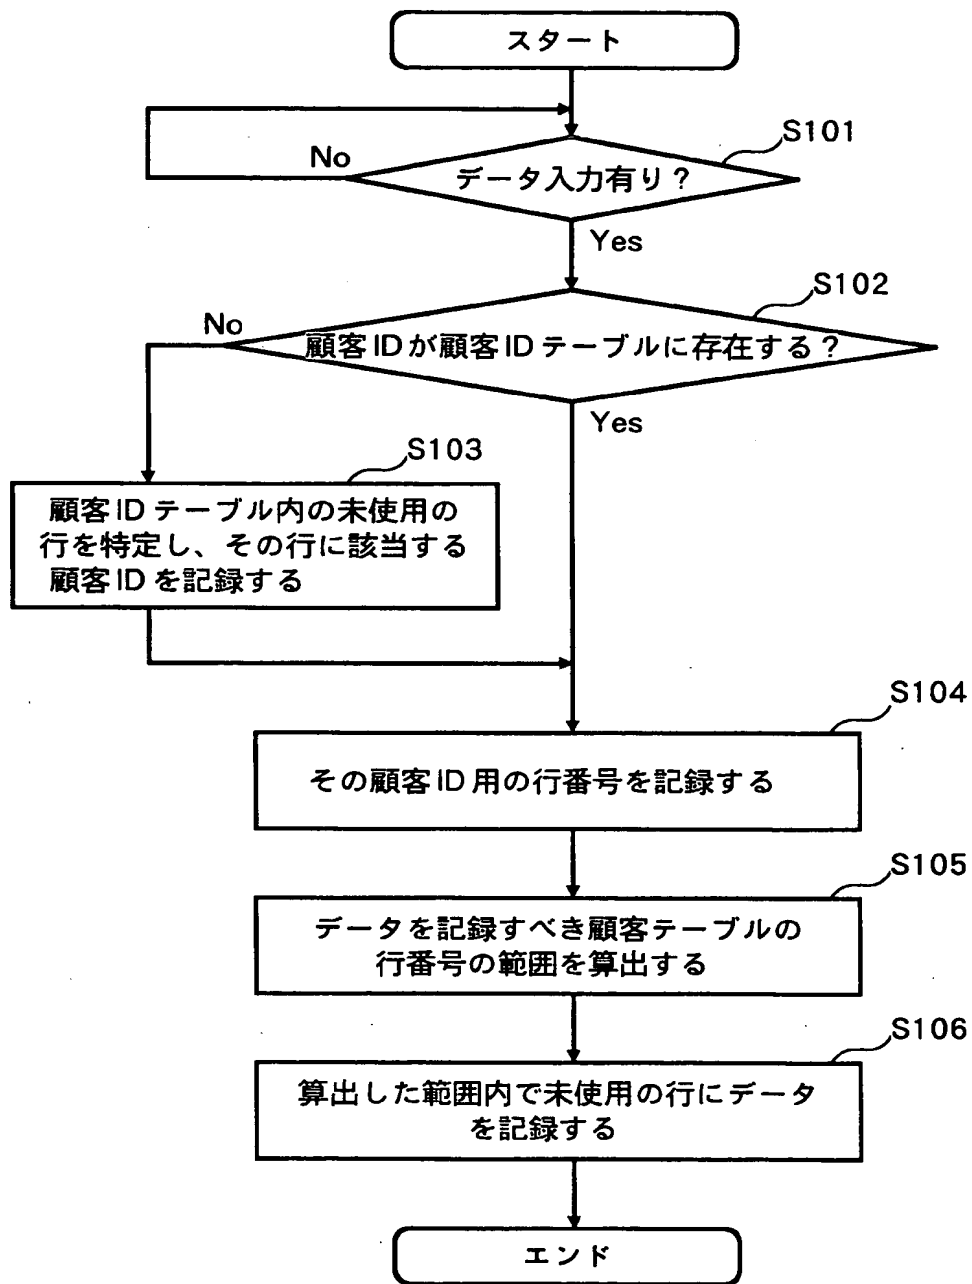 スタート
S101
No
データ入力有り？
Yes
S102
No
顧客IDが顧客IDテーブルに存在する？
Yes
S103
顧客IDテーブル内の未使用の
行を特定し、その行に該当する
顧客IDを記録する
S104
その顧客ID用の行番号を記録する
S105
データを記録すべき顧客テーブルの
行番号の範囲を算出する
S106
算出した範囲内で未使用の行にデータ
を記録する
エンド